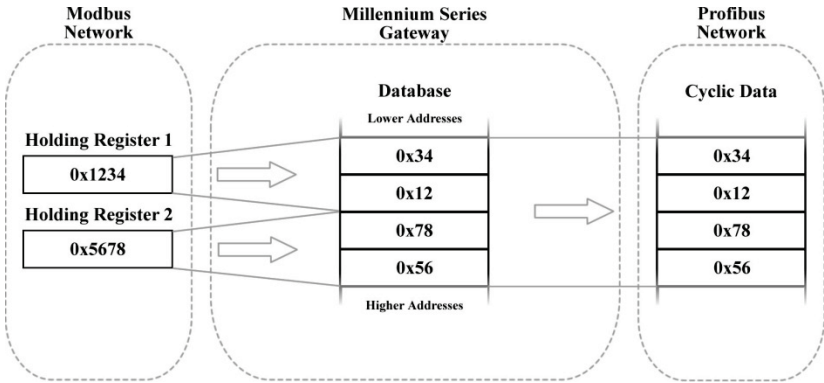 Modbus
Network
Millennium Series
Gateway
Profibus
Network
Database
Cyclic Data
Lower Addresses
Holding Register 1
0x1234
Holding Register 2
0x5678
0x34
0x12
0x78
0x56
Higher Addresses
0x34
0x12
0x78
0x56